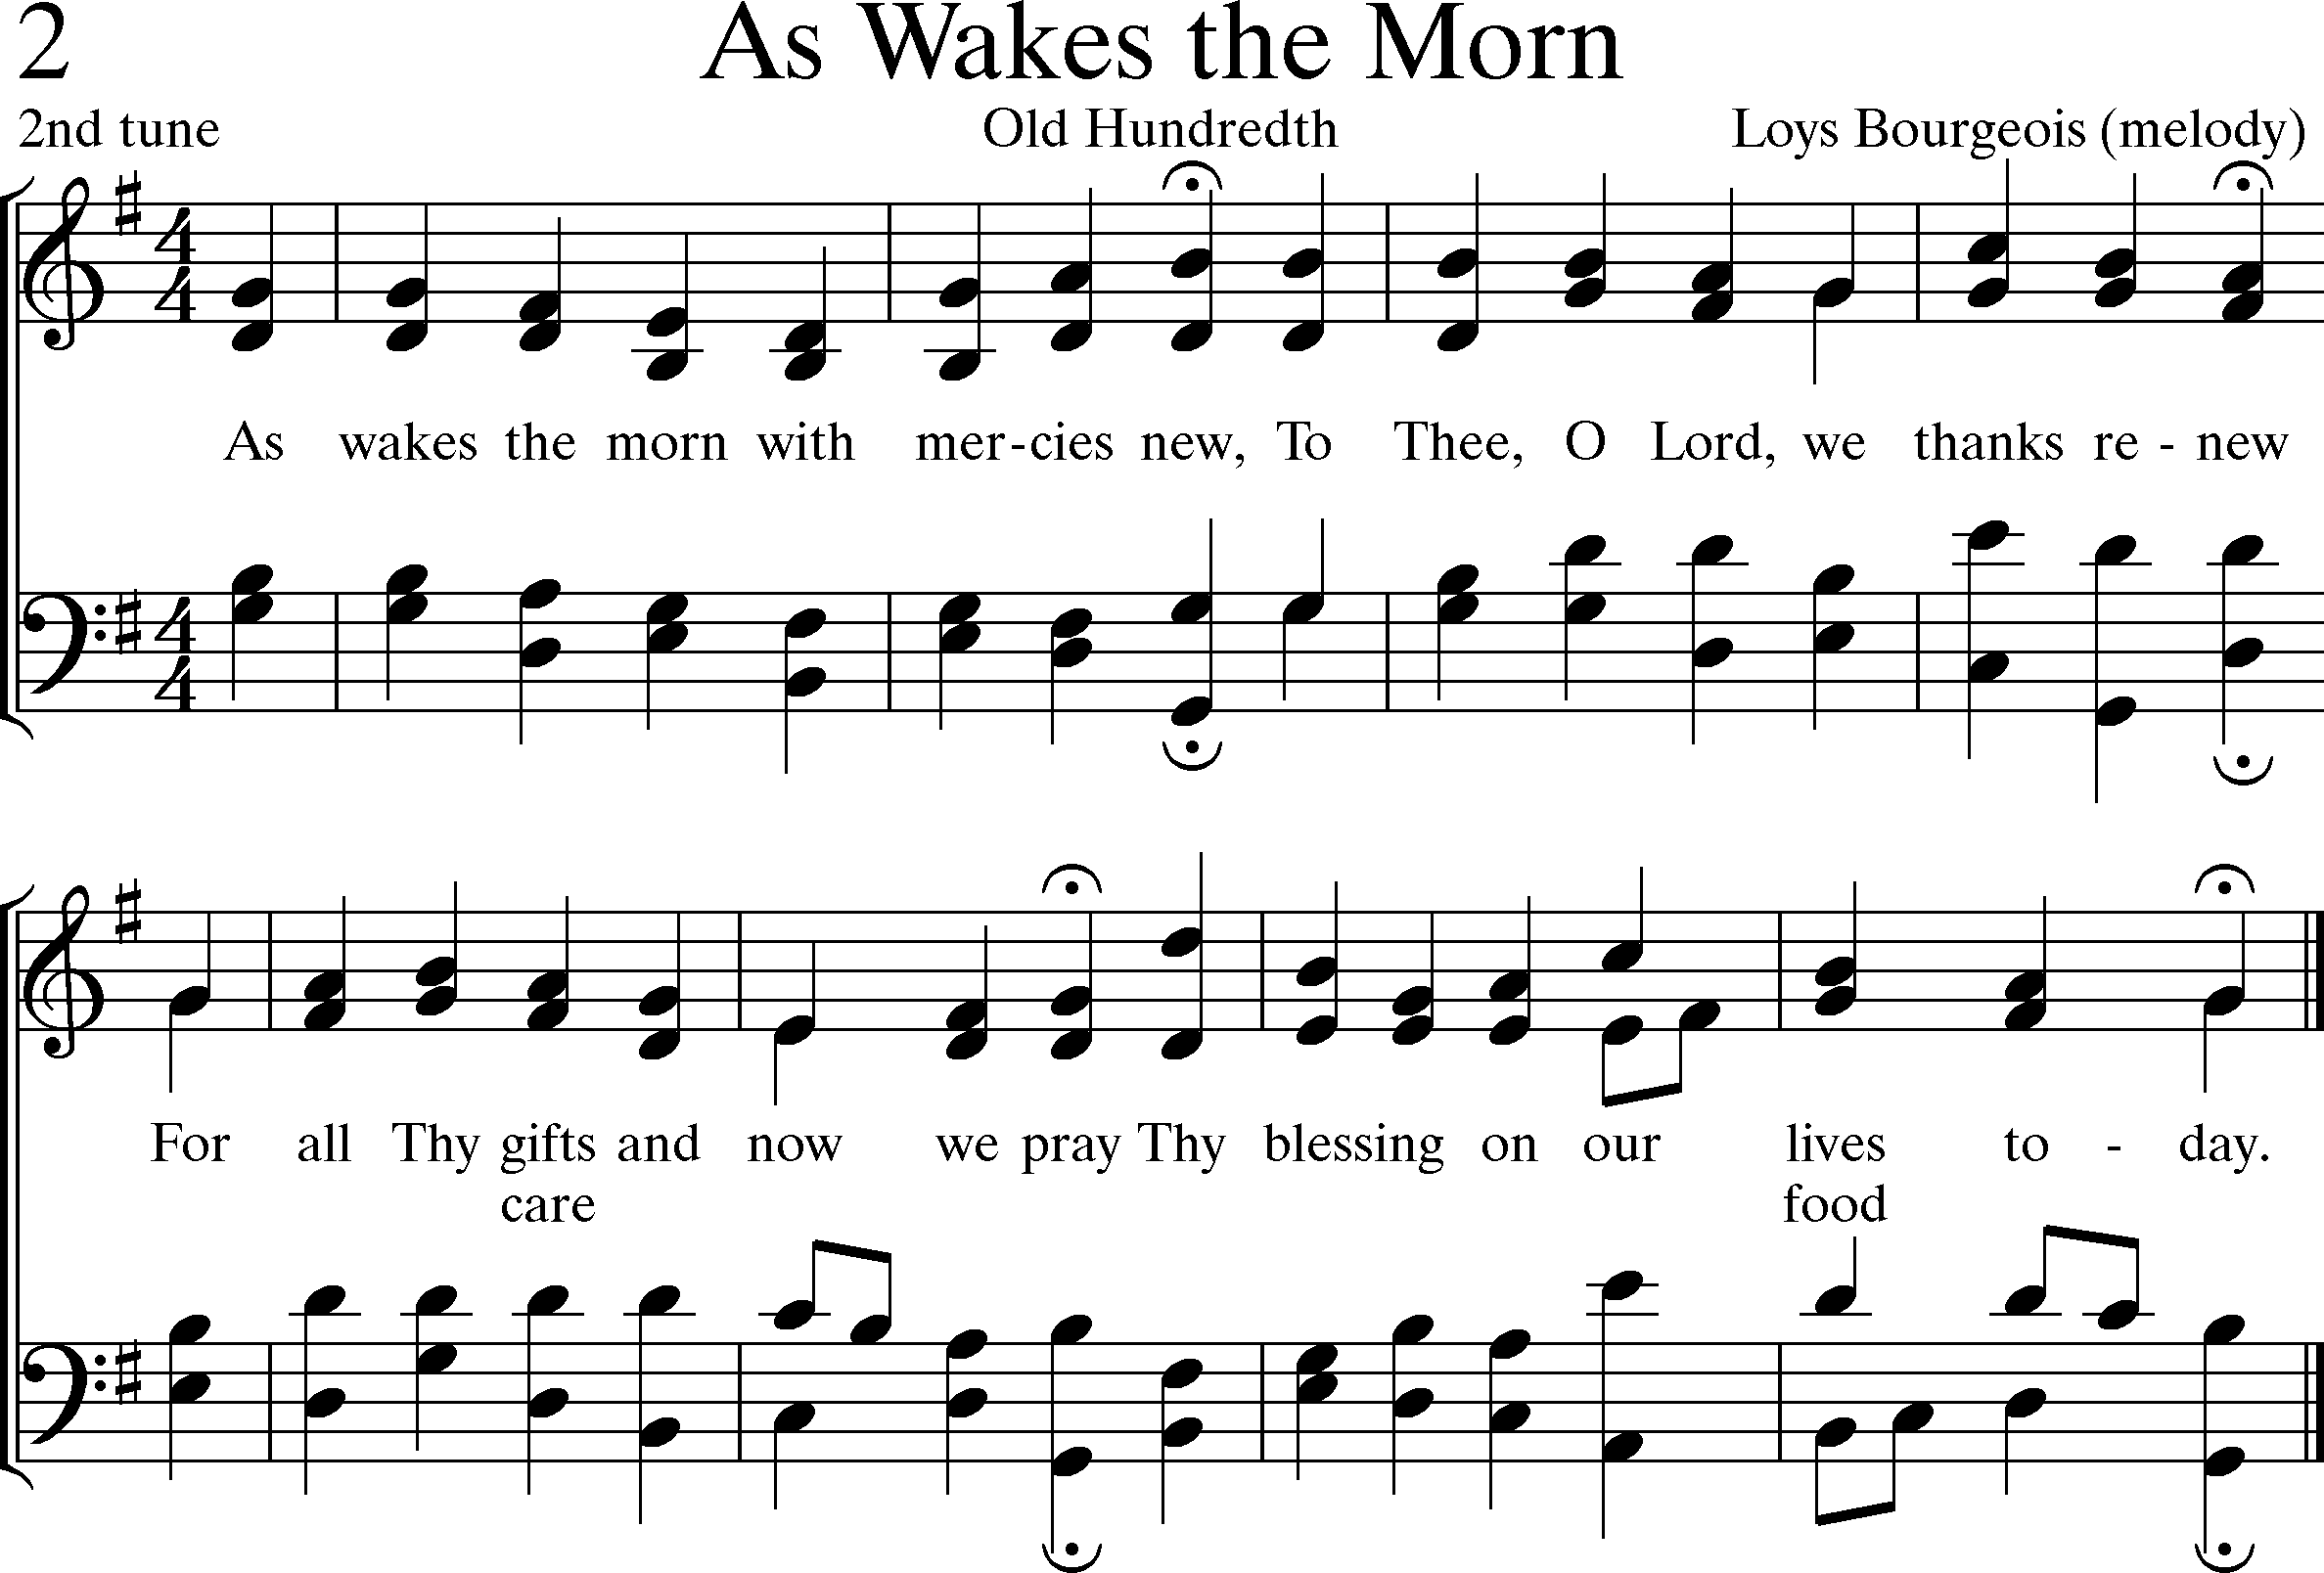 2 As Wakes the Morn
2nd tune Old Hundredth Loys Bourgeois (melody)
As wakes the morn with mer-cies new, To Thee, O Lord, we thanks re - new
For all Thy gifts and now we pray Thy blessing on our lives to - day.
care food